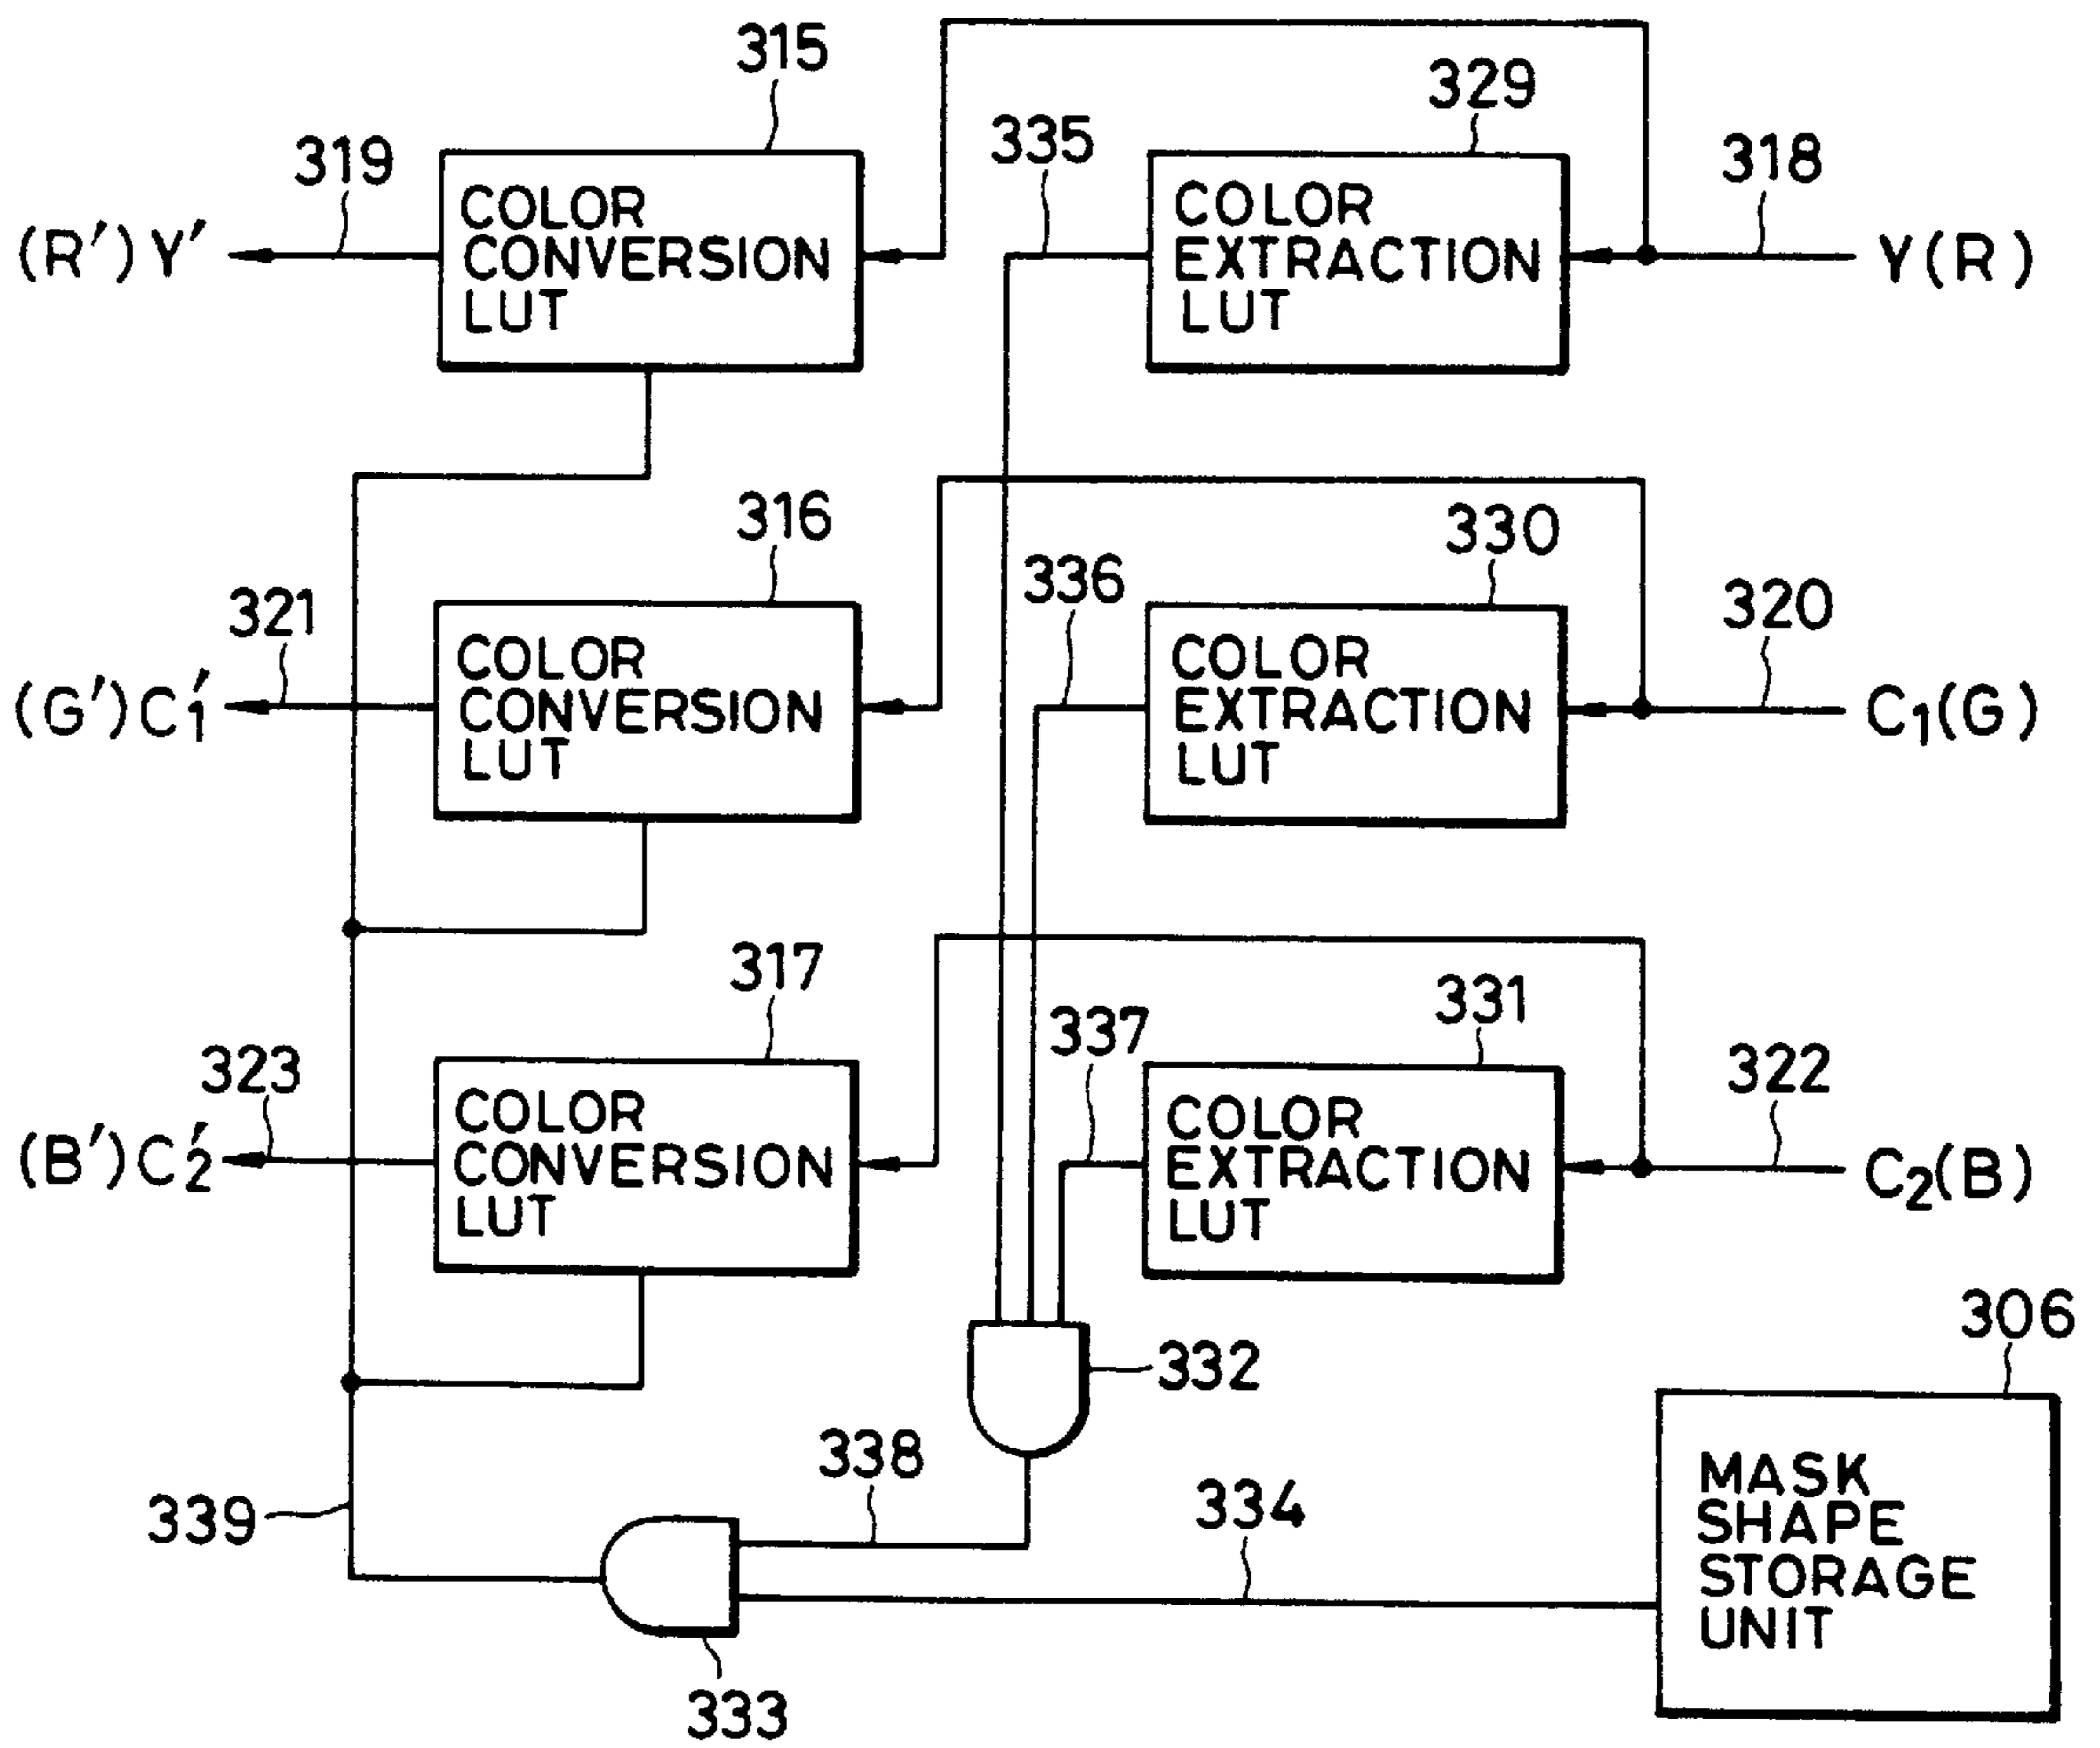 315
329
335
319
318
COLOR
CONVERSION
LUT
COLOR
EXTRACTION
LUT
(R′)Y′
Y(R)
316
330
336
321
320
COLOR
CONVERSION
LUT
COLOR
EXTRACTION
LUT
(G′)C₁′
C₁(G)
317
331
337
323
322
COLOR
CONVERSION
LUT
COLOR
EXTRACTION
LUT
(B′)C₂′
C₂(B)
306
332
338
334
339
MASK
SHAPE
STORAGE
UNIT
333